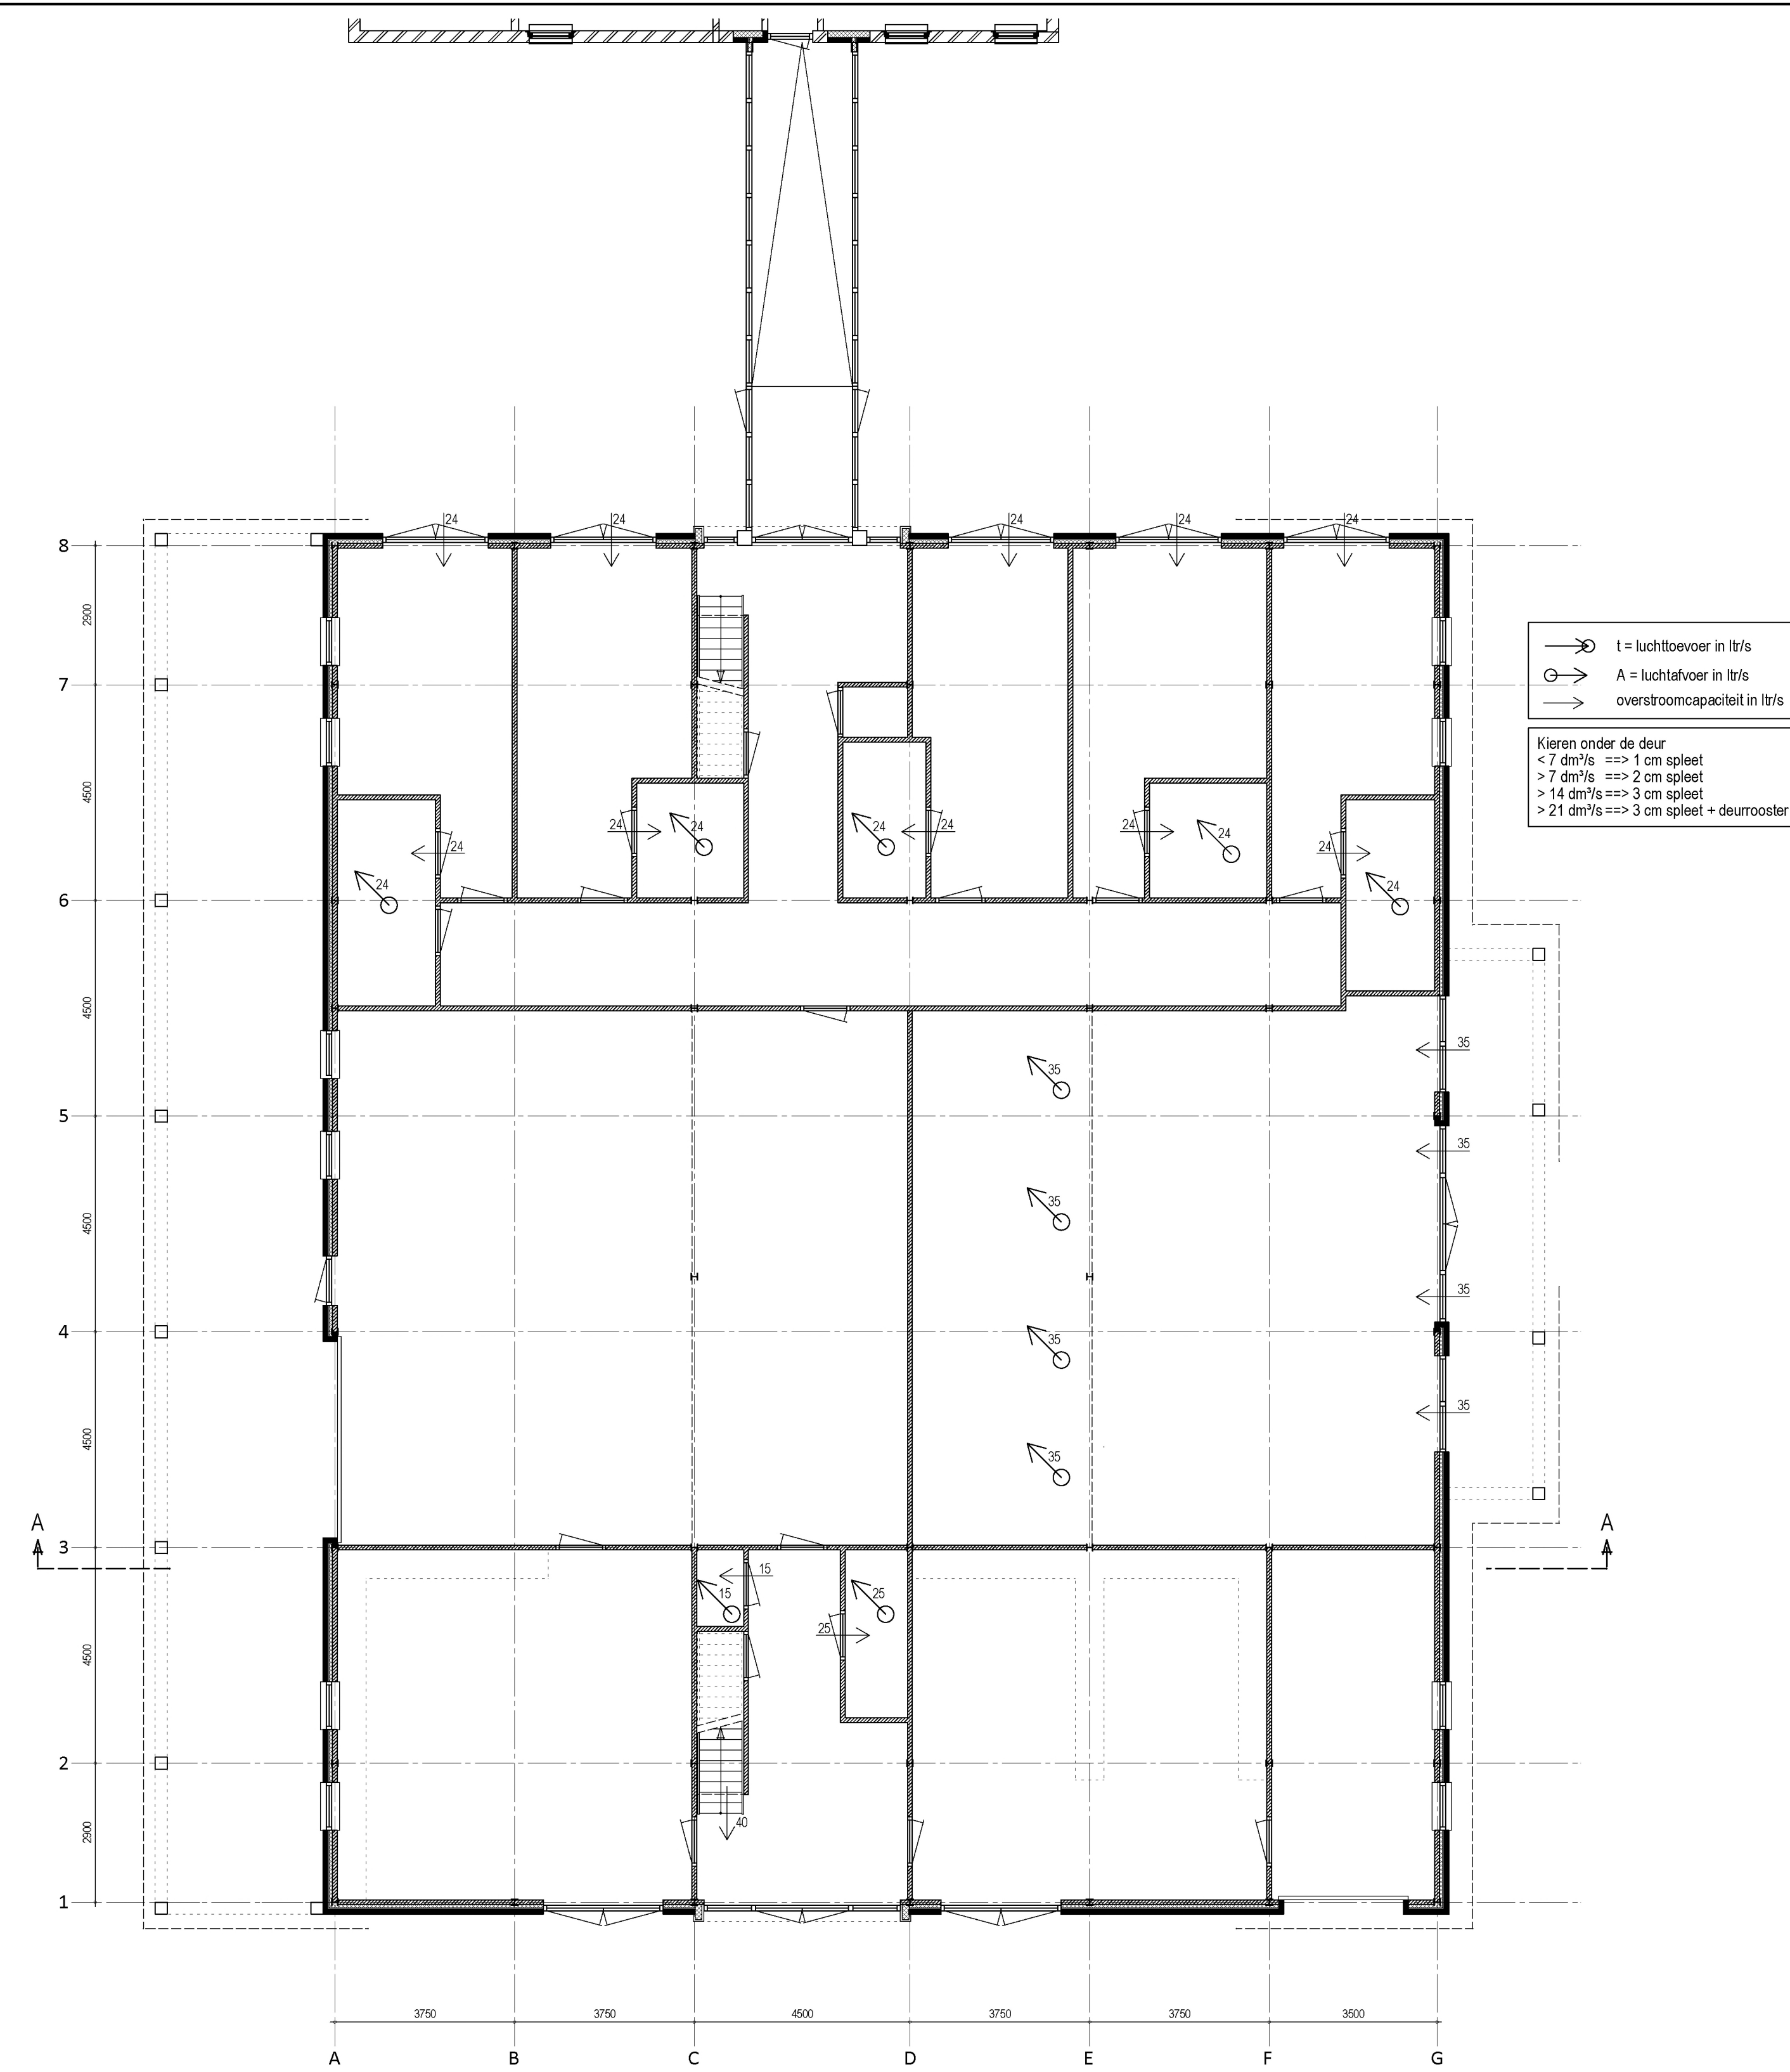 24 24 24 24 24
8
2900
t = luchttoevoer in ltr/s
A = luchtafvoer in ltr/s
overstroomcapaciteit in ltr/s
7
Kieren onder de deur
< 7 dm³/s ==> 1 cm spleet
> 7 dm³/s ==> 2 cm spleet
> 14 dm³/s ==> 3 cm spleet
> 21 dm³/s ==> 3 cm spleet + deurrooster
4500
24 24 24 24 24 24
24 24 24 24
6
4500
35
35
5
35
4500
35
35
4
35
4500
35
35
A A
A 3 A
15
15 25
25
4500
2
40
2900
1
3750 3750 4500 3750 3750 3500
A B C D E F G